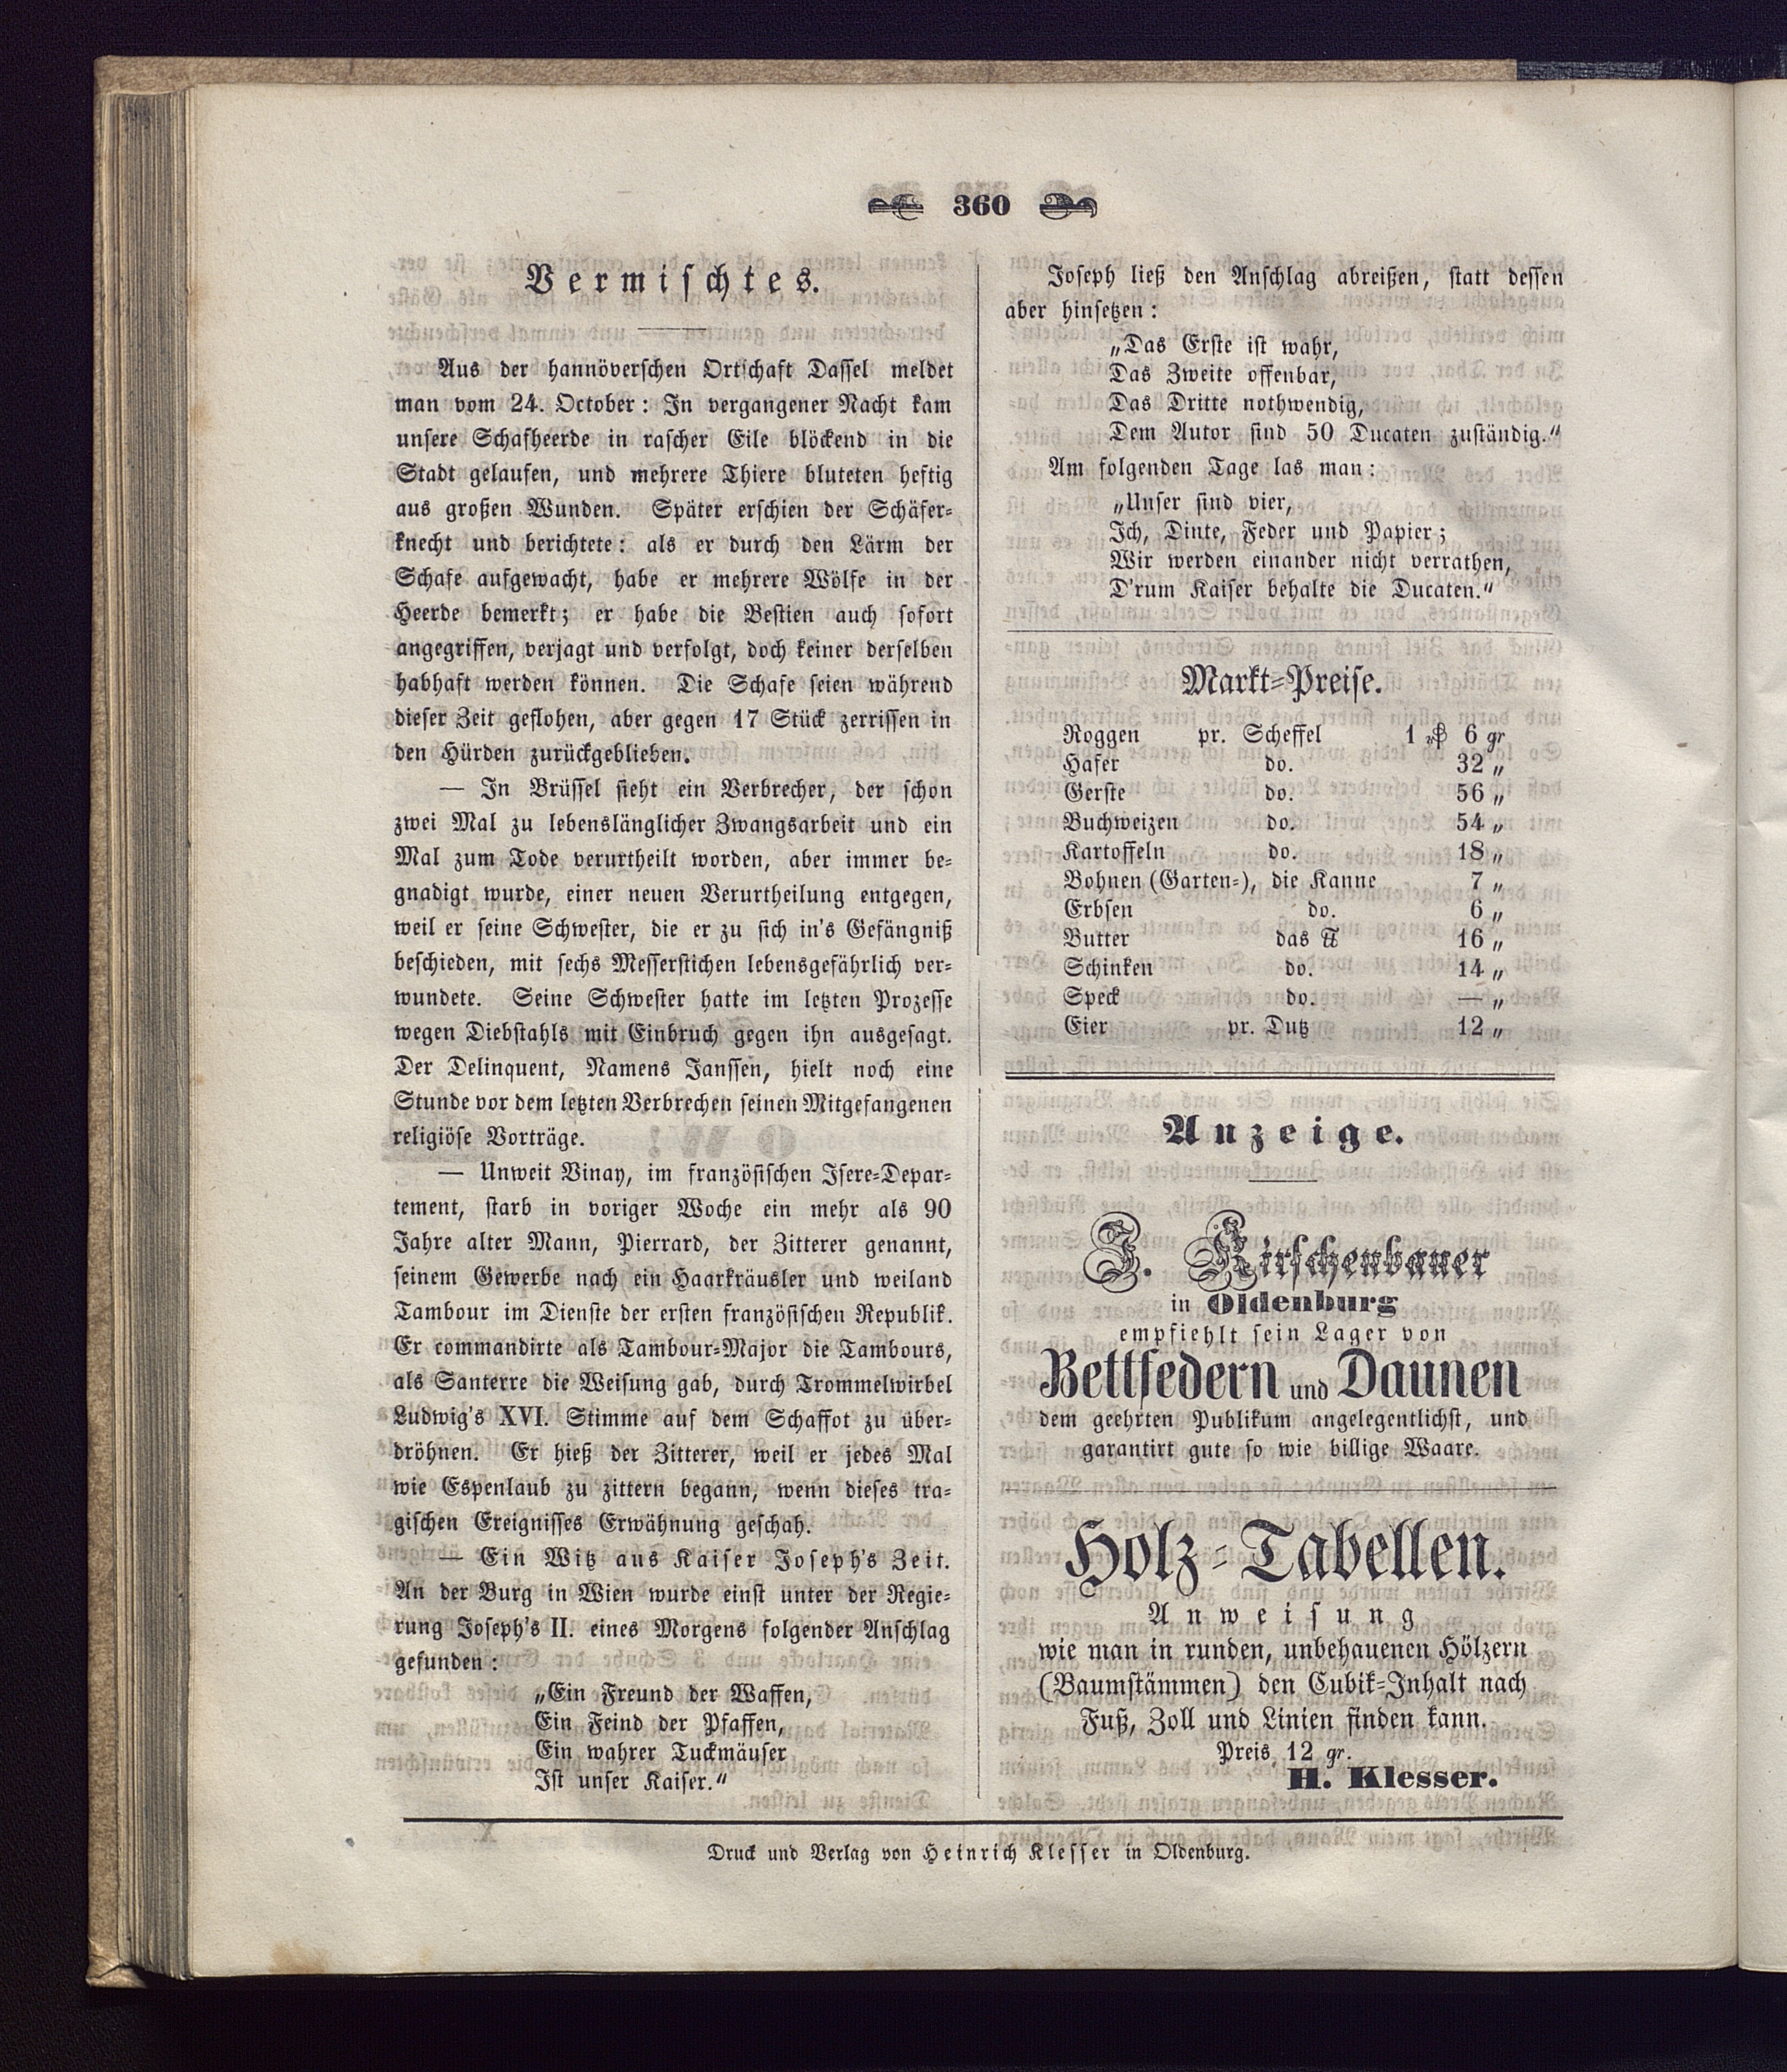 360
Vermischtes.
Aus der hannöverschen Ortschaft Dassel meldet
man vom 24. October: In vergangener Nacht kam
unsere Schafheerde in rascher Eile blöckend in die
Stadt gelaufen, und mehrere Thiere bluteten heftig
aus großen Wunden. Später erschien der Schäfer-
knecht und berichtete: als er durch den Lärm der
Schafe aufgewacht, habe er mehrere Wölfe in der
Heerde bemerkt; er habe die Bestien auch sofort
angegriffen, verjagt und verfolgt, doch keiner derselben
habhaft werden können. Die Schafe seien während
dieser Zeit geflohen, aber gegen 17 Stück zerrissen in
den Hürden zurückgeblieben.
— In Brüssel sieht ein Verbrecher, der schon
zwei Mal zu lebenslänglicher Zwangsarbeit und ein
Mal zum Tode verurtheilt worden, aber immer be-
gnadigt wurde, einer neuen Verurtheilung entgegen,
weil er seine Schwester, die er zu sich in's Gefängniß
beschieden, mit sechs Messerstichen lebensgefährlich ver-
wundete. Seine Schwester hatte im letzten Prozesse
wegen Diebstahls mit Einbruch gegen ihn ausgesagt.
Der Delinquent, Namens Janssen, hielt noch eine
Stunde vor dem letzten Verbrechen seinen Mitgefangenen
religiöse Vorträge.
— Unweit Vinay, im französischen Isere-Depar-
tement, starb in voriger Woche ein mehr als 90
Jahre alter Mann, Pierrard, der Zitterer genannt,
seinem Gewerbe nach ein Haarkräusler und weiland
Tambour im Dienste der ersten französischen Republik.
Er commandirte als Tambour-Major die Tambours,
als Santerre die Weisung gab, durch Trommelwirbel
Ludwig's XVI. Stimme auf dem Schaffot zu über-
dröhnen. Er hieß der Zitterer, weil er jedes Mal
wie Espenlaub zu zittern begann, wenn dieses tra-
gischen Ereignisses Erwähnung geschah.
— Ein Witz aus Kaiser Joseph's Zeit.
An der Burg in Wien wurde einst unter der Regie-
rung Joseph's II. eines Morgens folgender Anschlag
gefunden:
„Ein Freund der Waffen,
Ein Feind der Pfaffen,
Ein wahrer Tuckmäuser
Ist unser Kaiser."
Joseph ließ den Anschlag abreißen, statt dessen
aber hinsetzen:
„Das Erste ist wahr,
Das Zweite offenbar,
Das Dritte nothwendig,
Dem Autor sind 50 Ducaten zuständig."
Am folgenden Tage las man:
„Unser sind vier,
Ich, Dinte, Feder und Papier;
Wir werden einander nicht verrathen,
D'rum Kaiser behalte die Ducaten."
Markt-Preise.
Roggen pr. Scheffel 1 ₰ 6 gr
Hafer do. 32 „
Gerste do. 56 „
Buchweizen do. 54 „
Kartoffeln do. 18 „
Bohnen (Garten-), die Kanne 7 „
Erbsen do. 6 „
Butter das ℔ 16 „
Schinken do. 14 „
Speck do. — „
Eier pr. Dutz 12 „
Anzeige.
J. Kirschenbauer
in Oldenburg
empfiehlt sein Lager von
Bettfedern und Daunen
dem geehrten Publikum angelegentlichst, und
garantirt gute so wie billige Waare.
Holz-Tabellen.
Anweisung
wie man in runden, unbehauenen Hölzern
(Baumstämmen) den Cubik-Inhalt nach
Fuß, Zoll und Linien finden kann.
Preis 12 gr.
H. Klesser.
Druck und Verlag von Heinrich Klesser in Oldenburg.